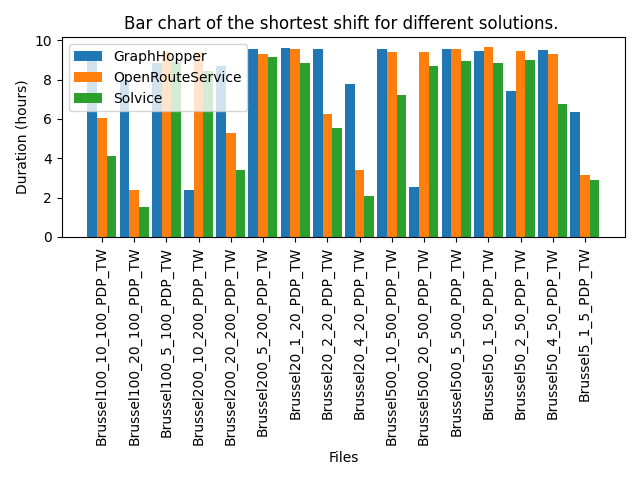 Bar chart of the shortest shift for different solutions.
Duration (hours)
10
8
6
4
2
0
GraphHopper
OpenRouteService
Solvice
Brussel100_10_100_PDP_TW
Brussel100_20_100_PDP_TW
Brussel100_5_100_PDP_TW
Brussel200_10_200_PDP_TW
Brussel200_20_200_PDP_TW
Brussel200_5_200_PDP_TW
Brussel20_1_20_PDP_TW
Brussel20_2_20_PDP_TW
Brussel20_4_20_PDP_TW
Brussel500_10_500_PDP_TW
Brussel500_20_500_PDP_TW
Brussel500_5_500_PDP_TW
Brussel50_1_50_PDP_TW
Brussel50_2_50_PDP_TW
Brussel50_4_50_PDP_TW
Brussel5_1_5_PDP_TW
Files